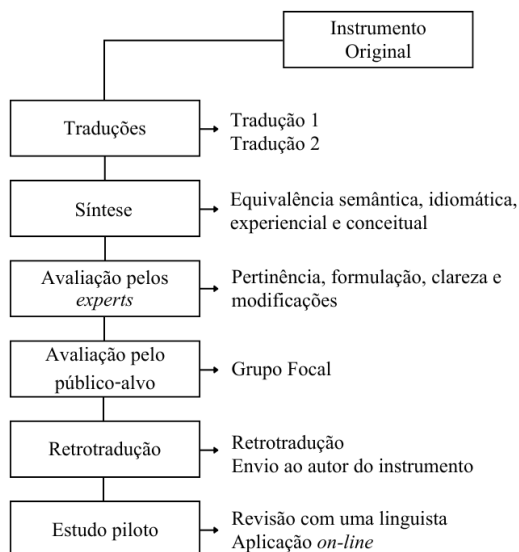 Instrumento
Original
Traduções
Tradução 1
Tradução 2
Síntese
Equivalência semântica, idiomática,
experiencial e conceitual
Avaliação pelos
experts
Pertinência, formulação, clareza e
modificações
Avaliação pelo
público-alvo
Grupo Focal
Retrotradução
Retrotradução
Envio ao autor do instrumento
Estudo piloto
Revisão com uma linguista
Aplicação on-line